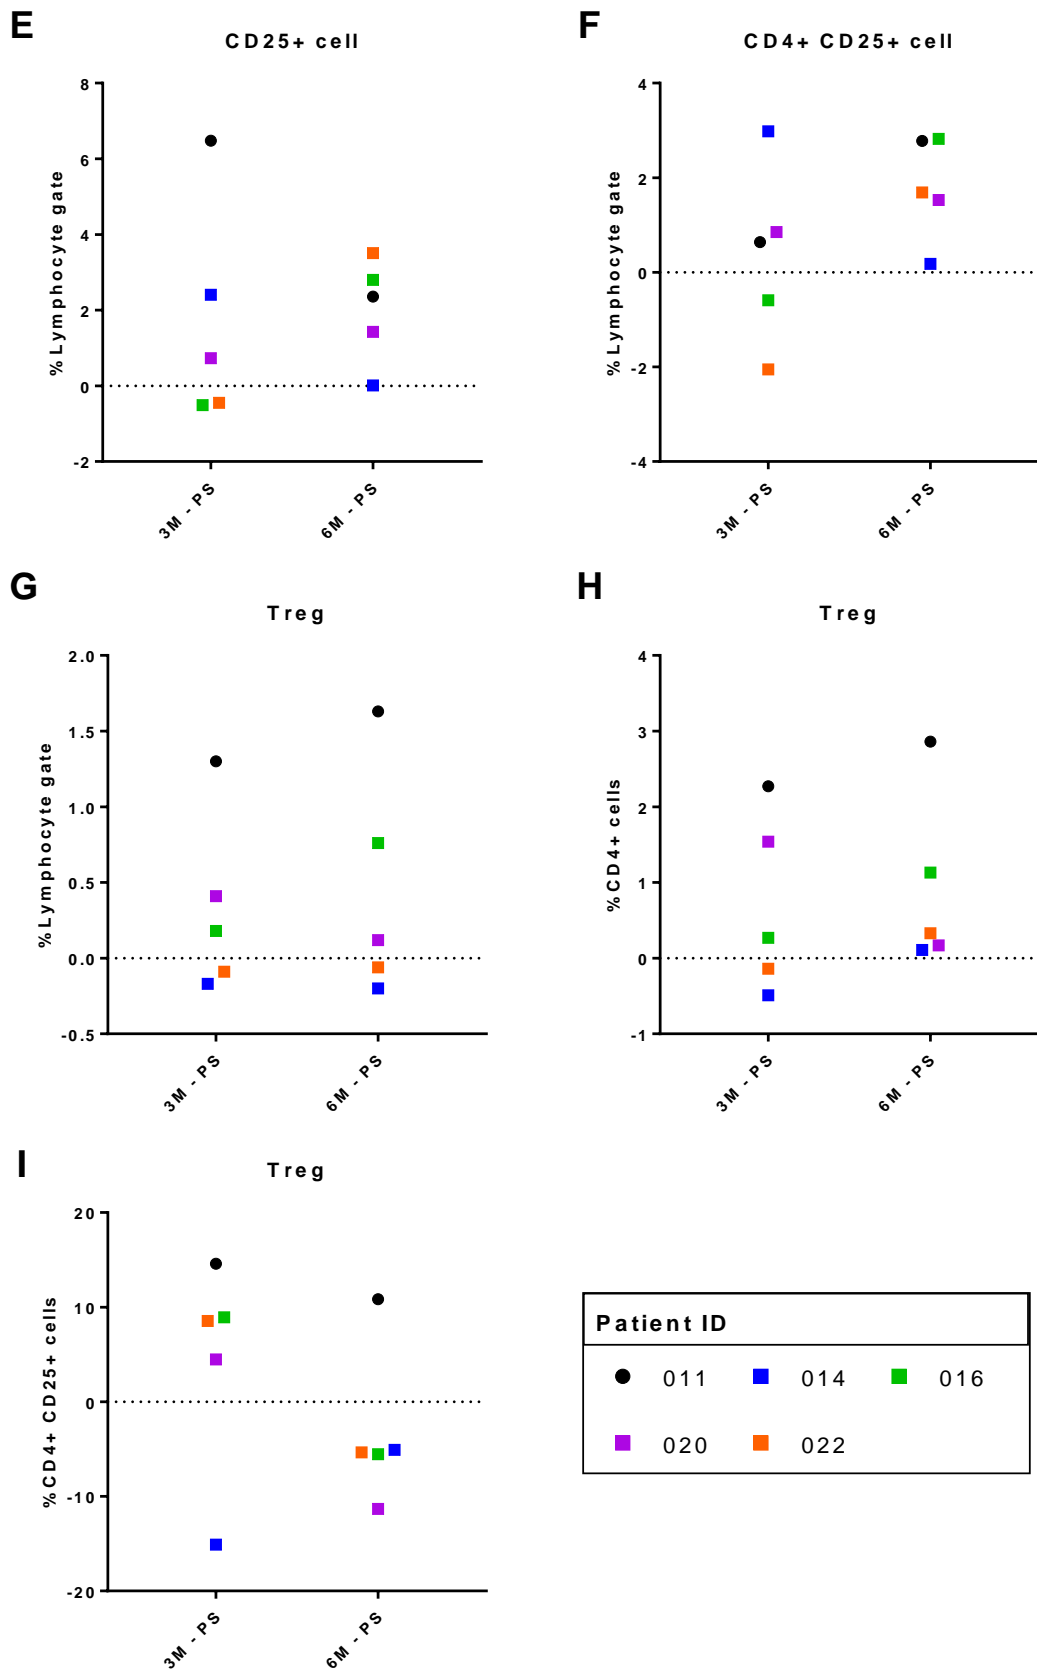 E
CD25+ cell
%Lymphocyte gate
8
6
4
2
0
-2
3M - PS
6M - PS
F
CD4+ CD25+ cell
%Lymphocyte gate
4
2
0
-2
-4
3M - PS
6M - PS
G
Treg
%Lymphocyte gate
2.0
1.5
1.0
0.5
0.0
-0.5
3M - PS
6M - PS
H
Treg
%CD4+ cells
4
3
2
1
0
-1
3M - PS
6M - PS
I
Treg
%CD4+ CD25+ cells
20
10
0
-10
-20
3M - PS
6M - PS
Patient ID
011 014 016
020 022